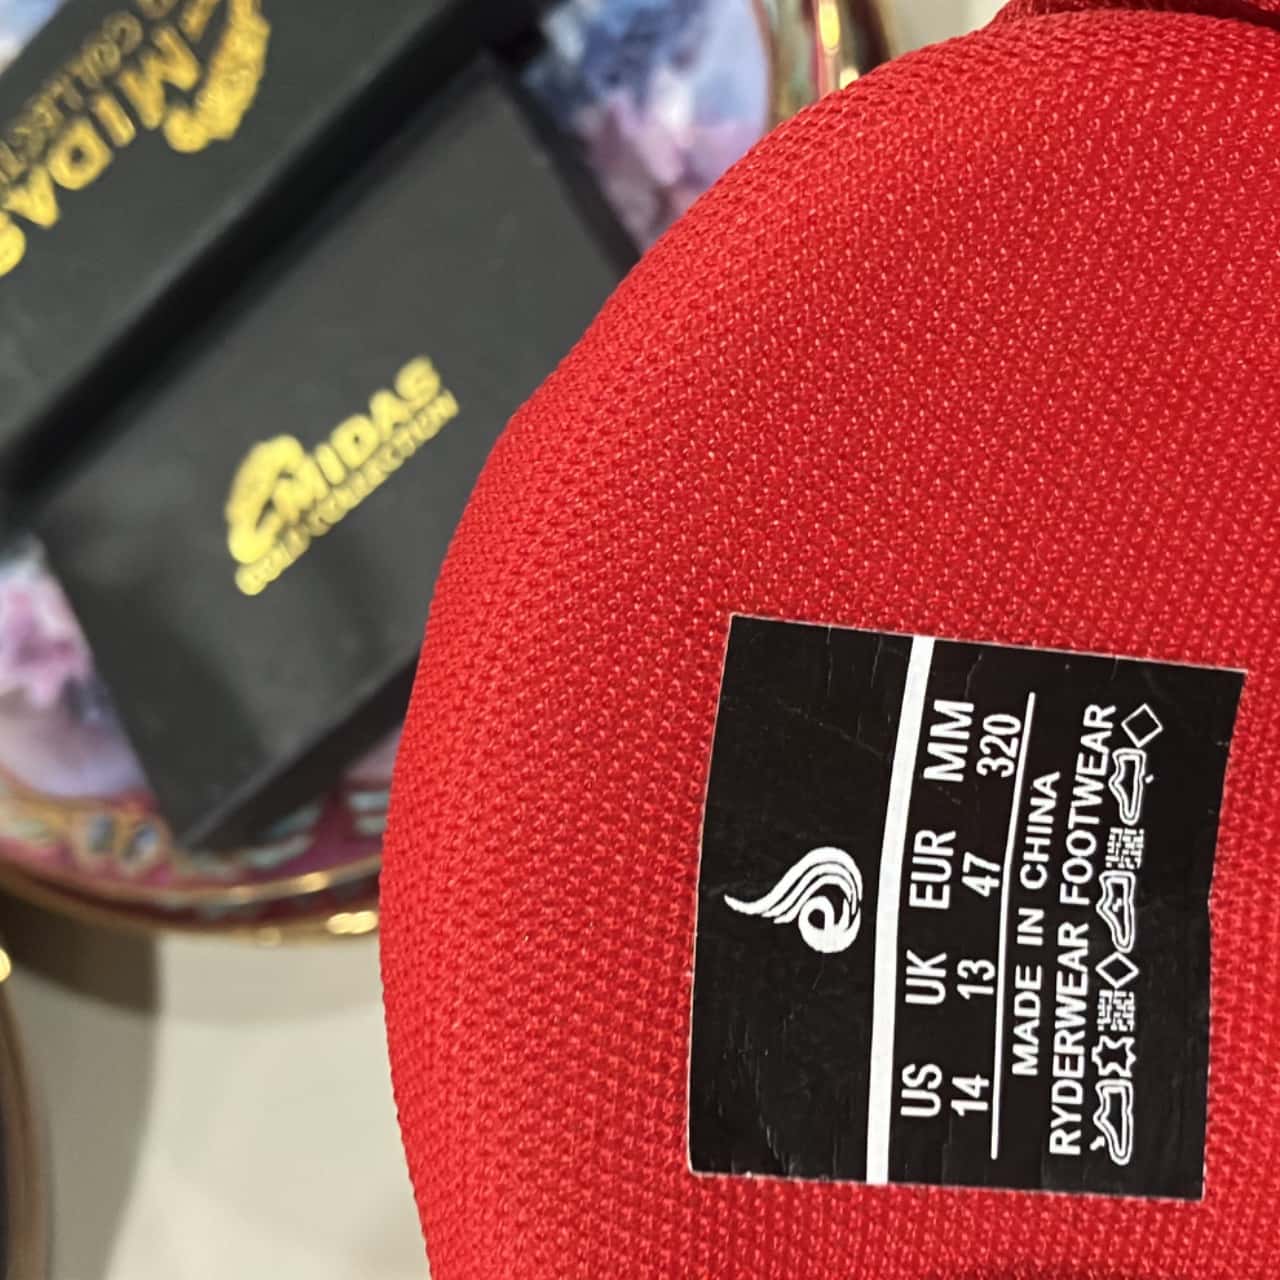 MIDAS
MIDAS
US UK EUR MM
14 13 47 320
MADE IN CHINA
RYDERWEAR FOOTWEAR